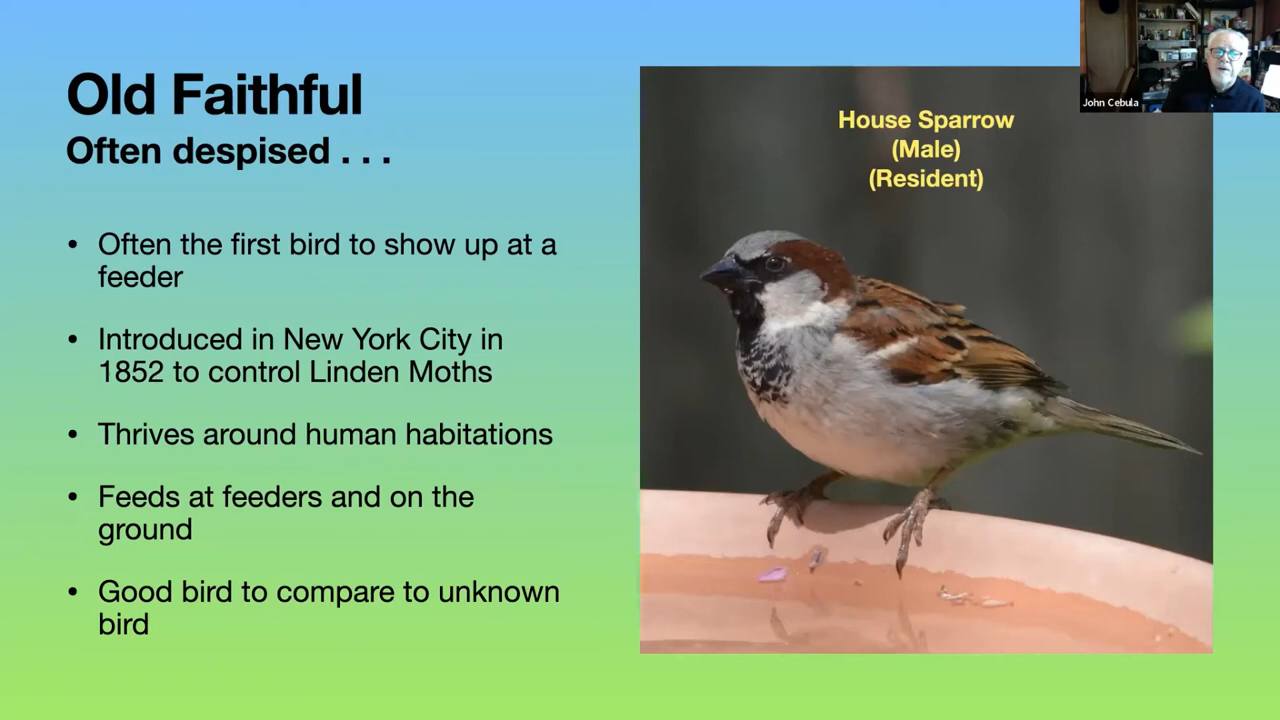 Old Faithful
Often despised . . .
• Often the first bird to show up at a
feeder
• Introduced in New York City in
1852 to control Linden Moths
• Thrives around human habitations
• Feeds at feeders and on the
ground
• Good bird to compare to unknown
bird
House Sparrow
(Male)
(Resident)
John Cebula